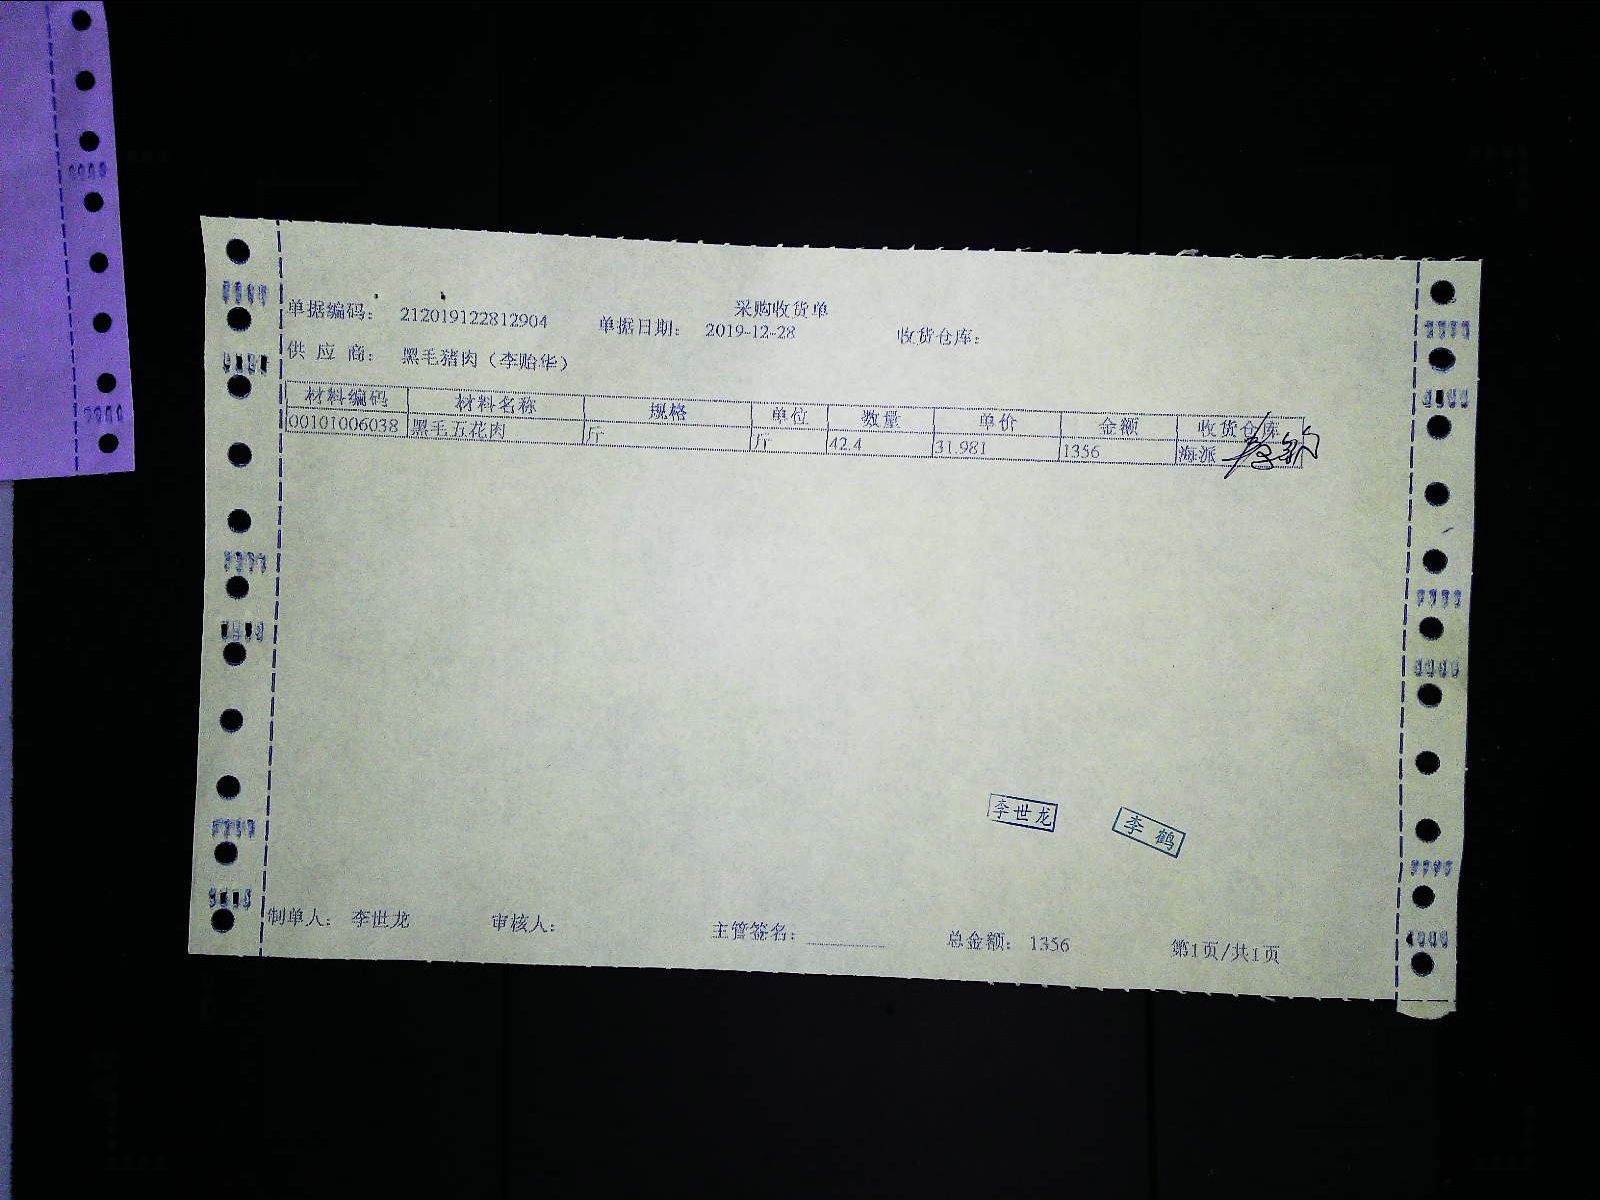 采购收货单
单据编码: 212019122812904 单据日期: 2019-12-28 收货仓库:
供应商: 黑毛猪肉（李贻华）
材料编码 材料名称 规格 单位 数量 单价 金额 收货仓库
00101006038 黑毛五花肉 斤 斤 42.4 31.981 1356 海派
李世龙 李鹤
制单人: 李世龙 审核人: 主管签名: 总金额: 1356 第1页/共1页